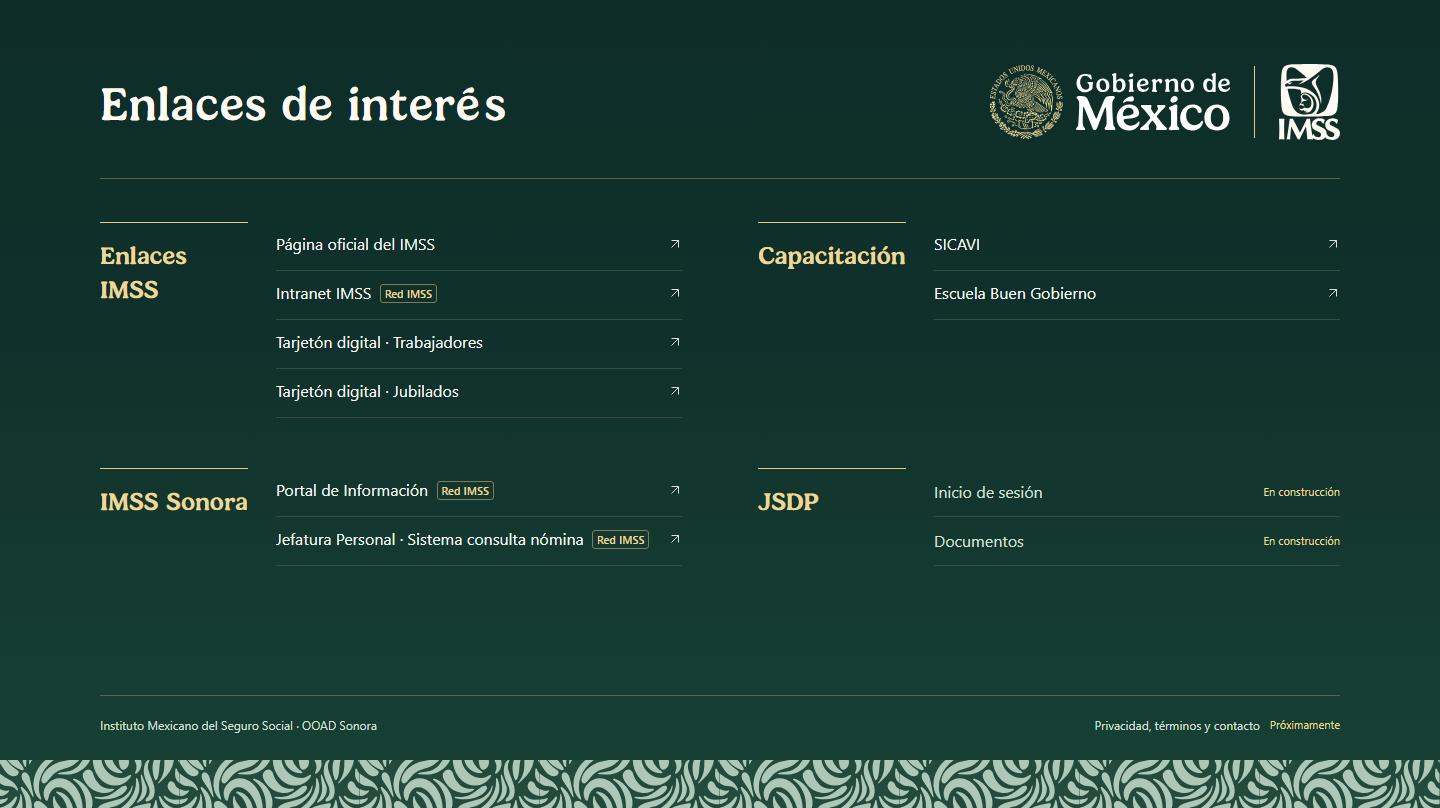 Enlaces de interés
ESTADOS UNIDOS MEXICANOS
Gobierno de
México
IMSS
Enlaces
IMSS
Página oficial del IMSS
Intranet IMSS Red IMSS
Tarjetón digital · Trabajadores
Tarjetón digital · Jubilados
Capacitación
SICAVI
Escuela Buen Gobierno
IMSS Sonora
Portal de Información Red IMSS
Jefatura Personal · Sistema consulta nómina Red IMSS
JSDP
Inicio de sesión En construcción
Documentos En construcción
Instituto Mexicano del Seguro Social · OOAD Sonora
Privacidad, términos y contacto Próximamente